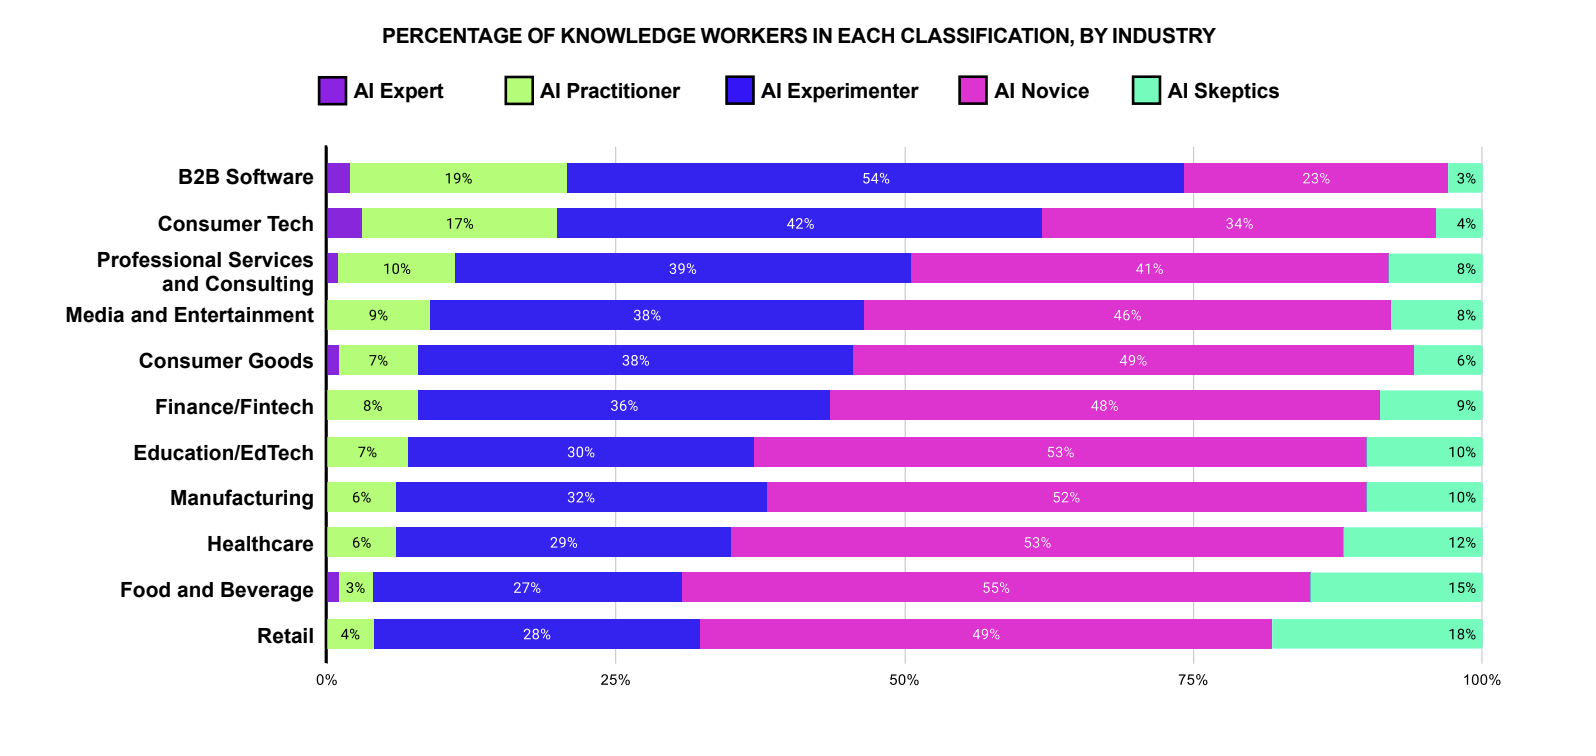 PERCENTAGE OF KNOWLEDGE WORKERS IN EACH CLASSIFICATION, BY INDUSTRY
AI Expert AI Practitioner AI Experimenter AI Novice AI Skeptics
B2B Software 19% 54% 23% 3%
Consumer Tech 17% 42% 34% 4%
Professional Services
and Consulting 10% 39% 41% 8%
Media and Entertainment 9% 38% 46% 8%
Consumer Goods 7% 38% 49% 6%
Finance/Fintech 8% 36% 48% 9%
Education/EdTech 7% 30% 53% 10%
Manufacturing 6% 32% 52% 10%
Healthcare 6% 29% 53% 12%
Food and Beverage 3% 27% 55% 15%
Retail 4% 28% 49% 18%
0% 25% 50% 75% 100%